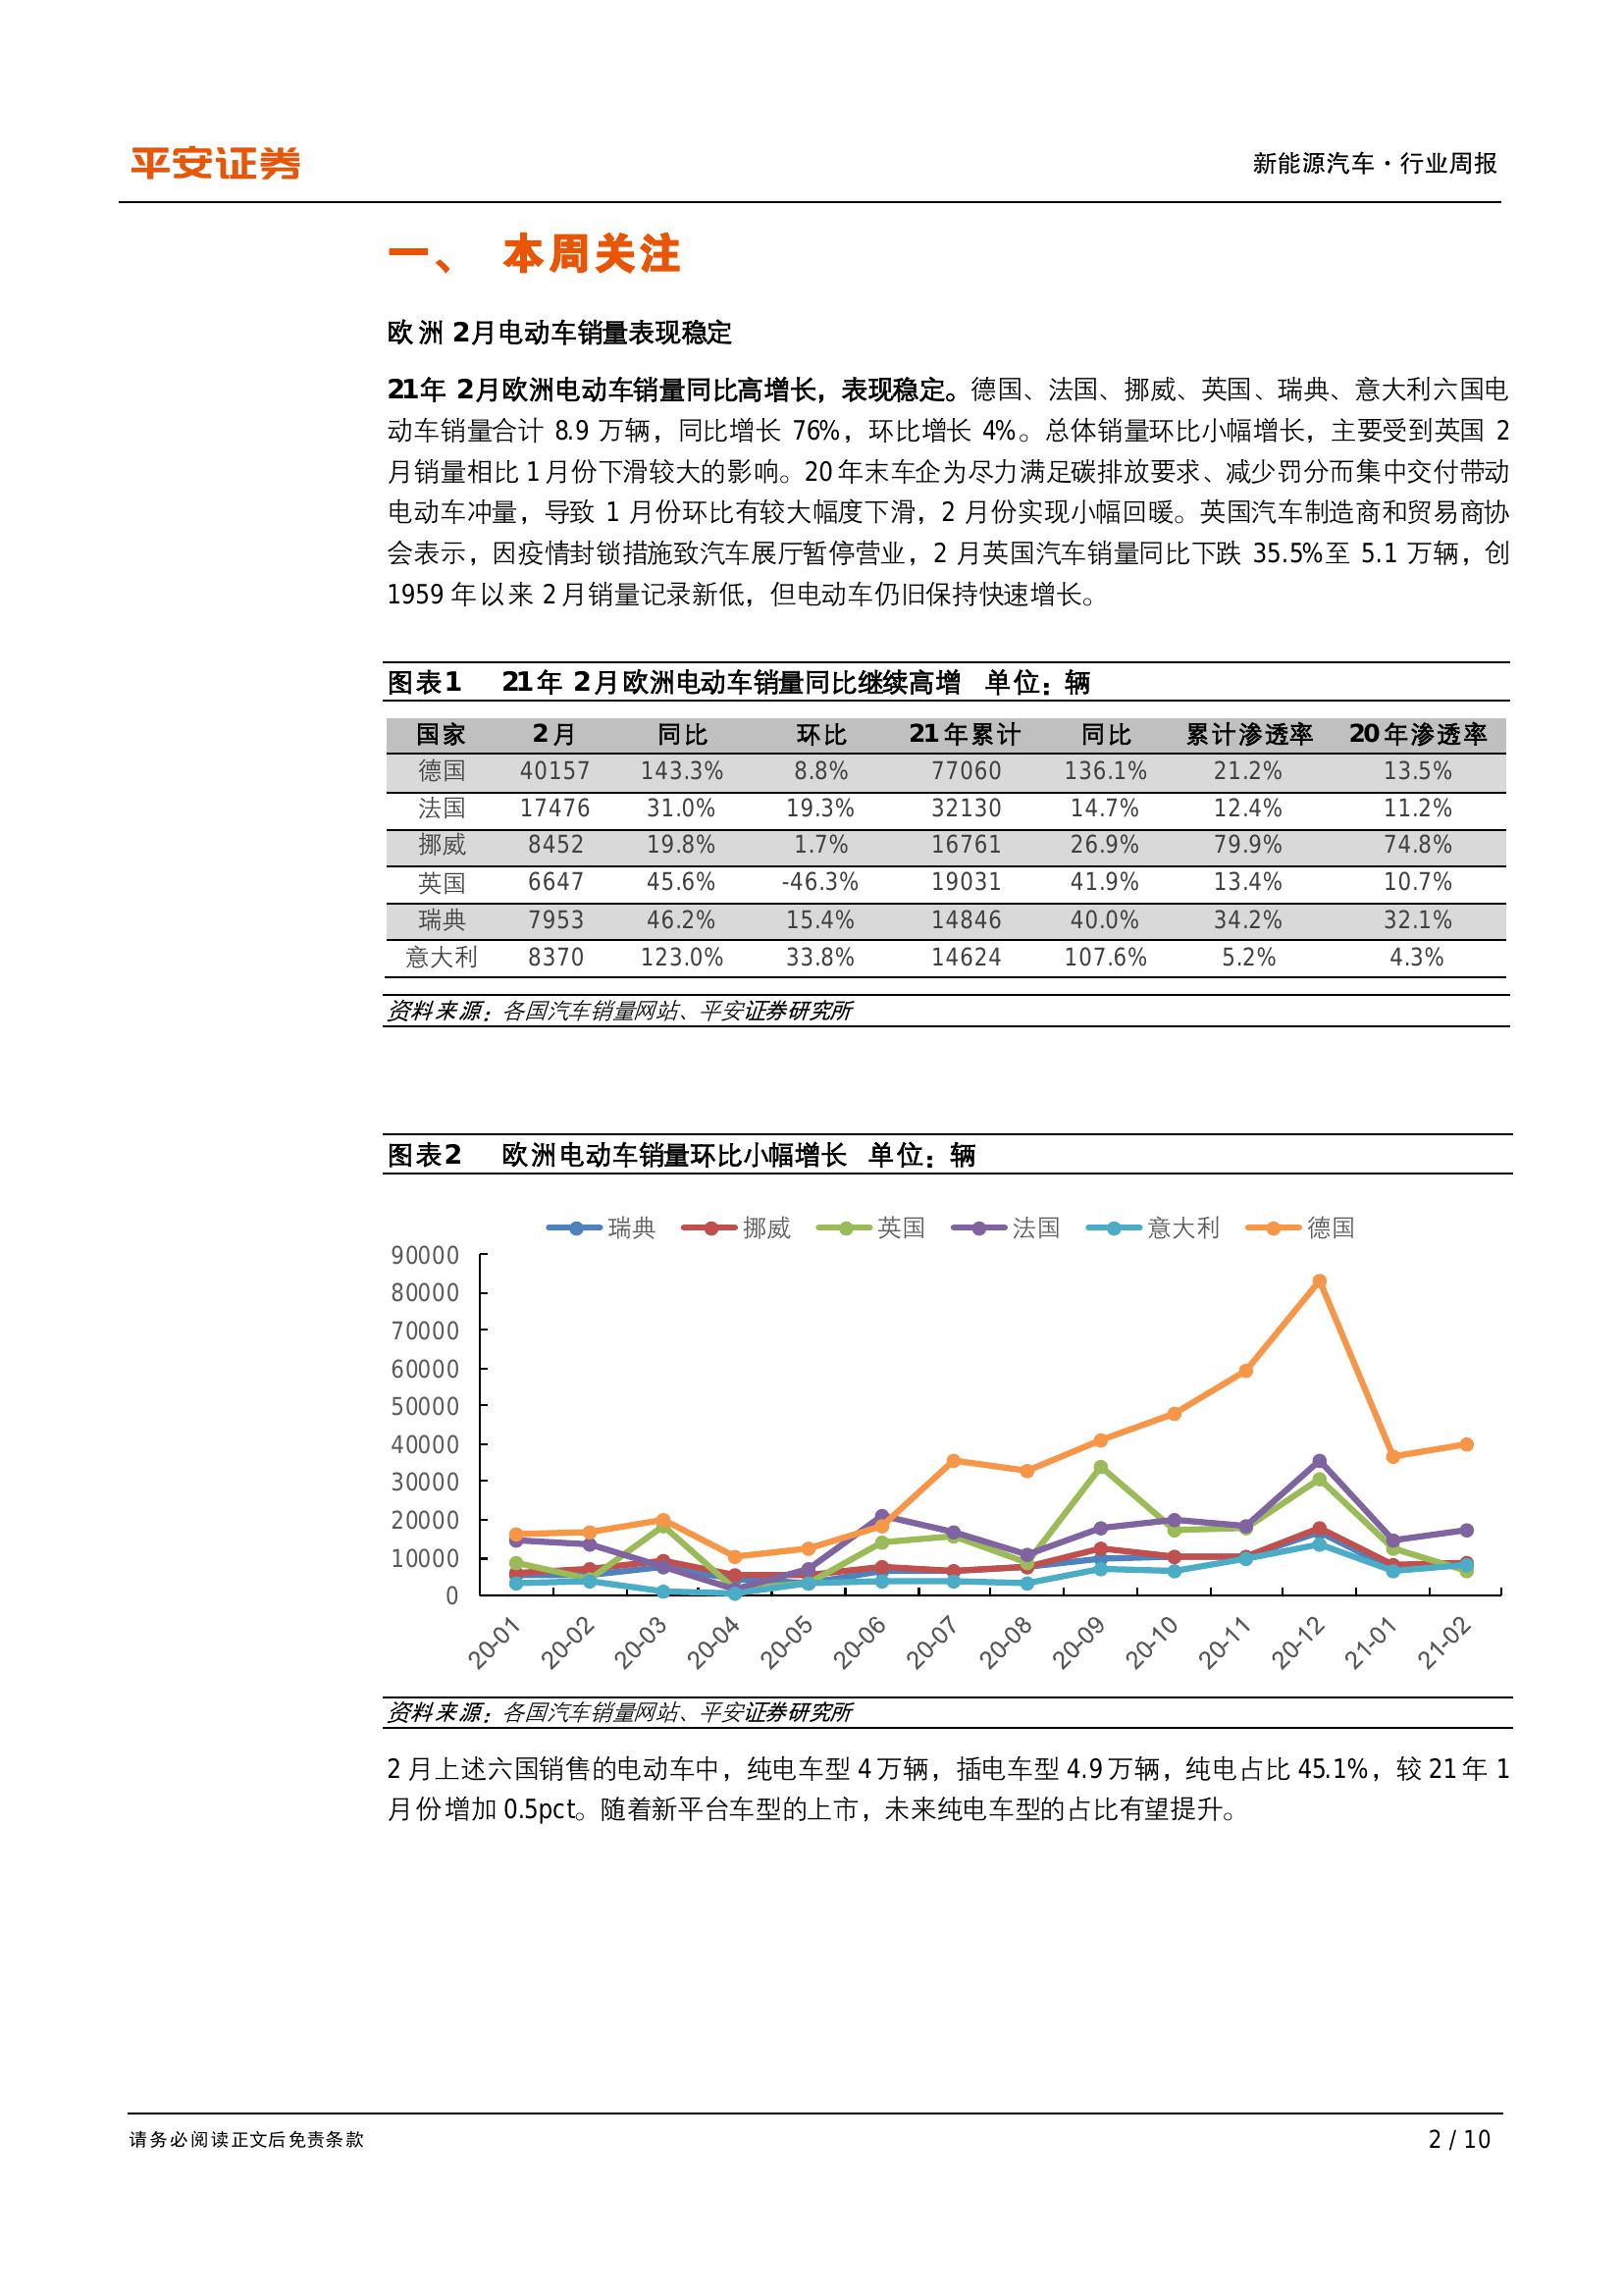 平安证券
新能源汽车·行业周报
一、 本周关注
欧洲 2月电动车销量表现稳定
21年 2月欧洲电动车销量同比高增长，表现稳定。德国、法国、挪威、英国、瑞典、意大利六国电
动车销量合计 8.9 万辆，同比增长 76%，环比增长 4%。总体销量环比小幅增长，主要受到英国 2
月销量相比 1 月份下滑较大的影响。20 年末车企为尽力满足碳排放要求、减少罚分而集中交付带动
电动车冲量，导致 1 月份环比有较大幅度下滑，2 月份实现小幅回暖。英国汽车制造商和贸易商协
会表示，因疫情封锁措施致汽车展厅暂停营业，2 月英国汽车销量同比下跌 35.5%至 5.1 万辆，创
1959 年以来 2 月销量记录新低，但电动车仍旧保持快速增长。
图表1 21年 2月欧洲电动车销量同比继续高增 单位：辆
国家 2月 同比 环比 21年累计 同比 累计渗透率 20年渗透率
德国 40157 143.3% 8.8% 77060 136.1% 21.2% 13.5%
法国 17476 31.0% 19.3% 32130 14.7% 12.4% 11.2%
挪威 8452 19.8% 1.7% 16761 26.9% 79.9% 74.8%
英国 6647 45.6% -46.3% 19031 41.9% 13.4% 10.7%
瑞典 7953 46.2% 15.4% 14846 40.0% 34.2% 32.1%
意大利 8370 123.0% 33.8% 14624 107.6% 5.2% 4.3%
资料来源：各国汽车销量网站、平安证券研究所
图表2 欧洲电动车销量环比小幅增长 单位：辆
瑞典 挪威 英国 法国 意大利 德国
90000
80000
70000
60000
50000
40000
30000
20000
10000
0
20-01 20-02 20-03 20-04 20-05 20-06 20-07 20-08 20-09 20-10 20-11 20-12 21-01 21-02
资料来源：各国汽车销量网站、平安证券研究所
2 月上述六国销售的电动车中，纯电车型 4 万辆，插电车型 4.9 万辆，纯电占比 45.1%，较 21 年 1
月份增加 0.5pct。随着新平台车型的上市，未来纯电车型的占比有望提升。
请务必阅读正文后免责条款
2 / 10